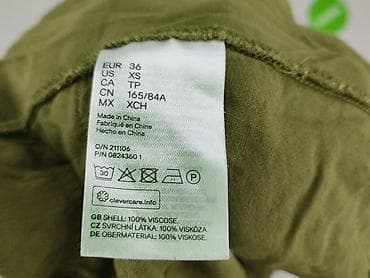 EUR 36
US XS
CA TP
CN 165/84A
MX XCH
Made in China
Fabriqué en Chine
Hecho en China
O/N 211106
P/N 0824360 1
30
P
clevercare.info
GB SHELL: 100% VISCOSE.
CZ SVRCHNÍ LÁTKA: 100% VISKÓZA
DE OBERMATERIAL: 100% VISKOSE